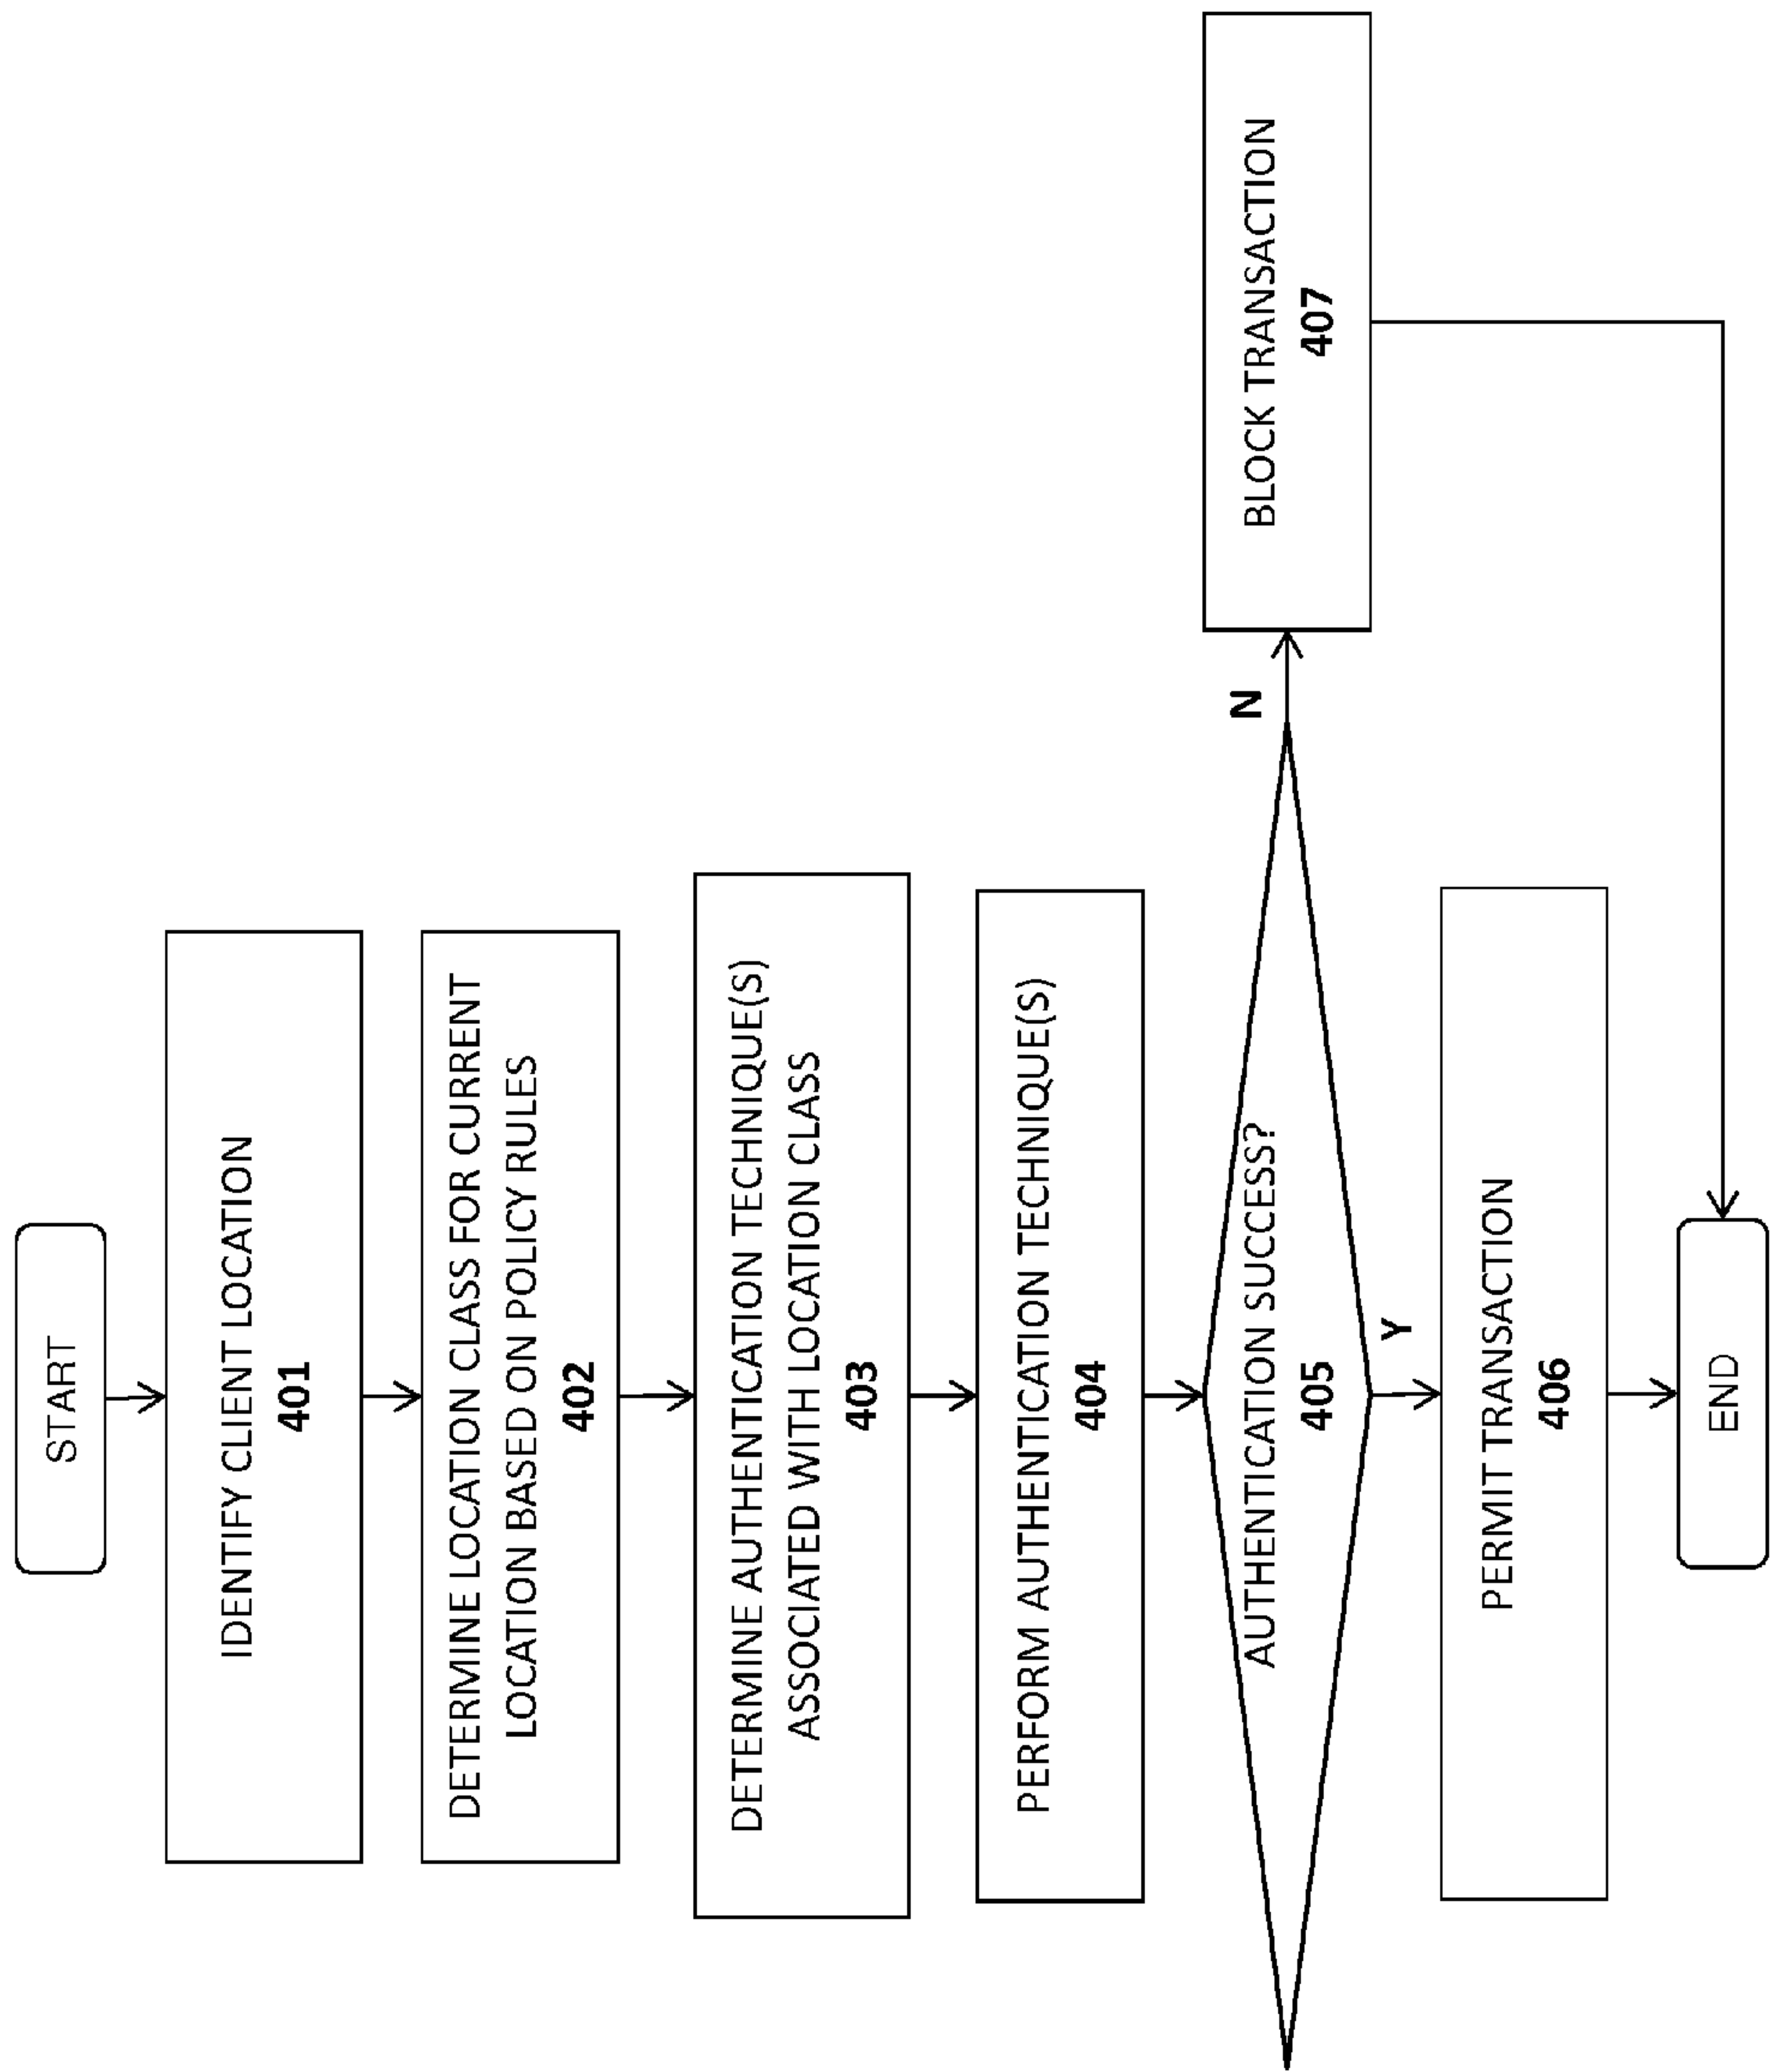 START
IDENTIFY CLIENT LOCATION
401
DETERMINE LOCATION CLASS FOR CURRENT
LOCATION BASED ON POLICY RULES
402
DETERMINE AUTHENTICATION TECHNIQUE(S)
ASSOCIATED WITH LOCATION CLASS
403
PERFORM AUTHENTICATION TECHNIQUE(S)
404
AUTHENTICATION SUCCESS?
405
N
BLOCK TRANSACTION
407
Y
PERMIT TRANSACTION
406
END